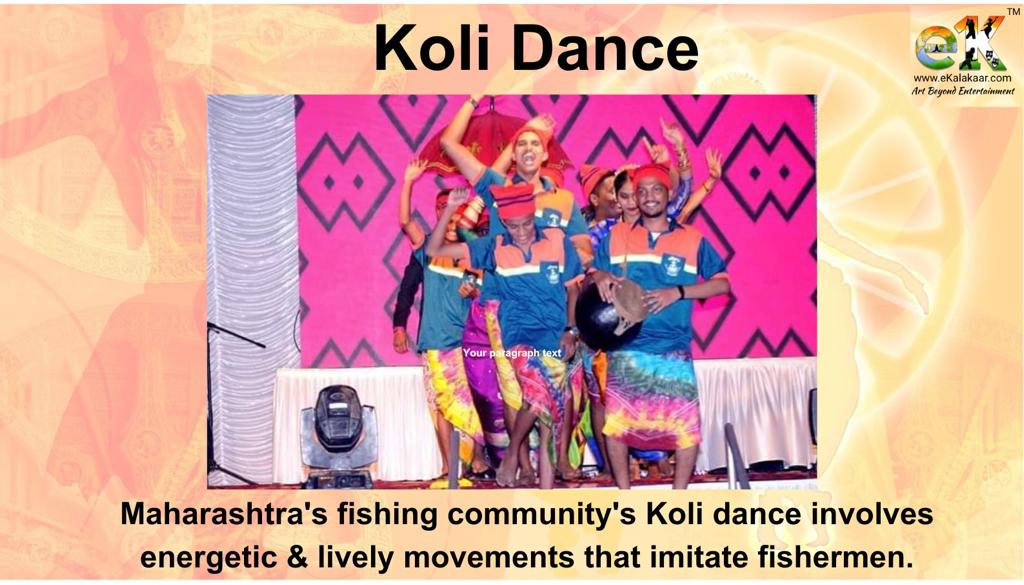 Koli Dance
TM
eK
www.eKalakaar.com
Art Beyond Entertainment
Your paragraph text
Maharashtra's fishing community's Koli dance involves
energetic & lively movements that imitate fishermen.